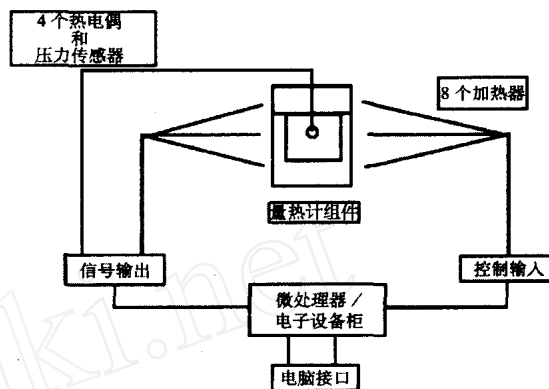 4 个热电偶
和
压力传感器
8 个加热器
量热计组件
信号输出
控制输入
微处理器／
电子设备柜
电脑接口